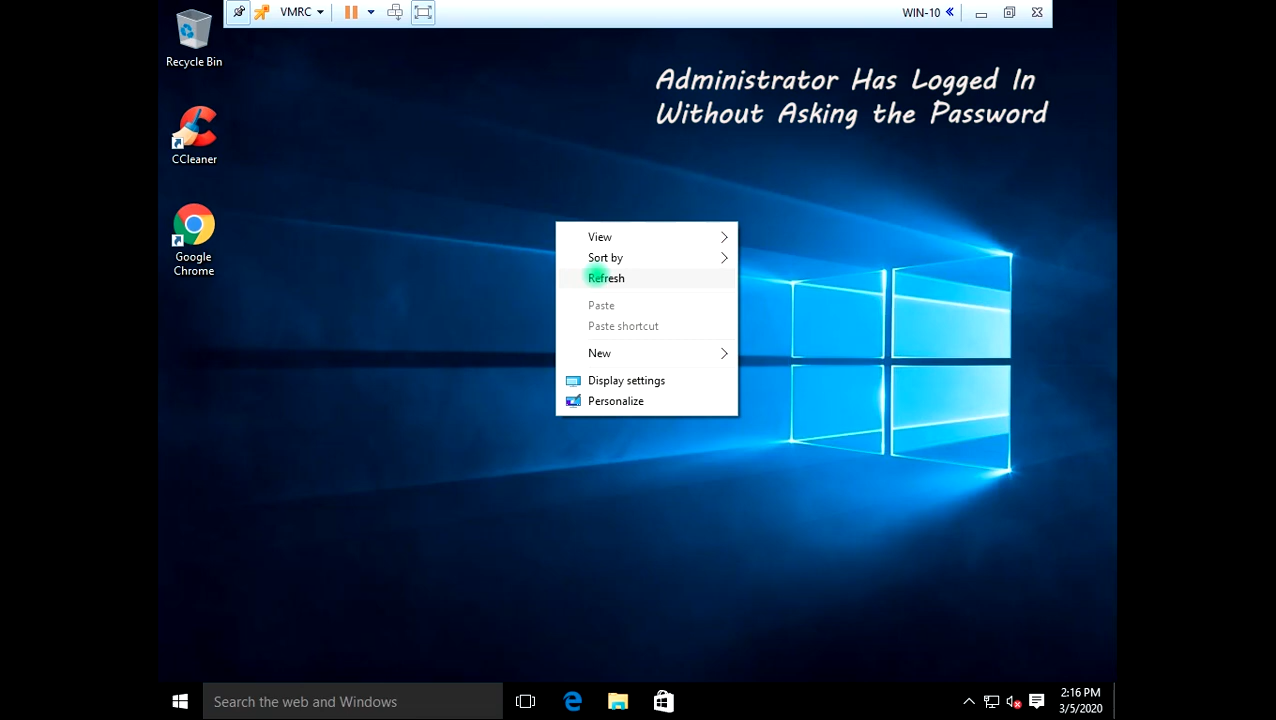 VMRC
WIN-10
Recycle Bin
Administrator Has Logged In
Without Asking the Password
CCleaner
Google
Chrome
View
Sort by
Refresh
Paste
Paste shortcut
New
Display settings
Personalize
Search the web and Windows
2:16 PM
3/5/2020